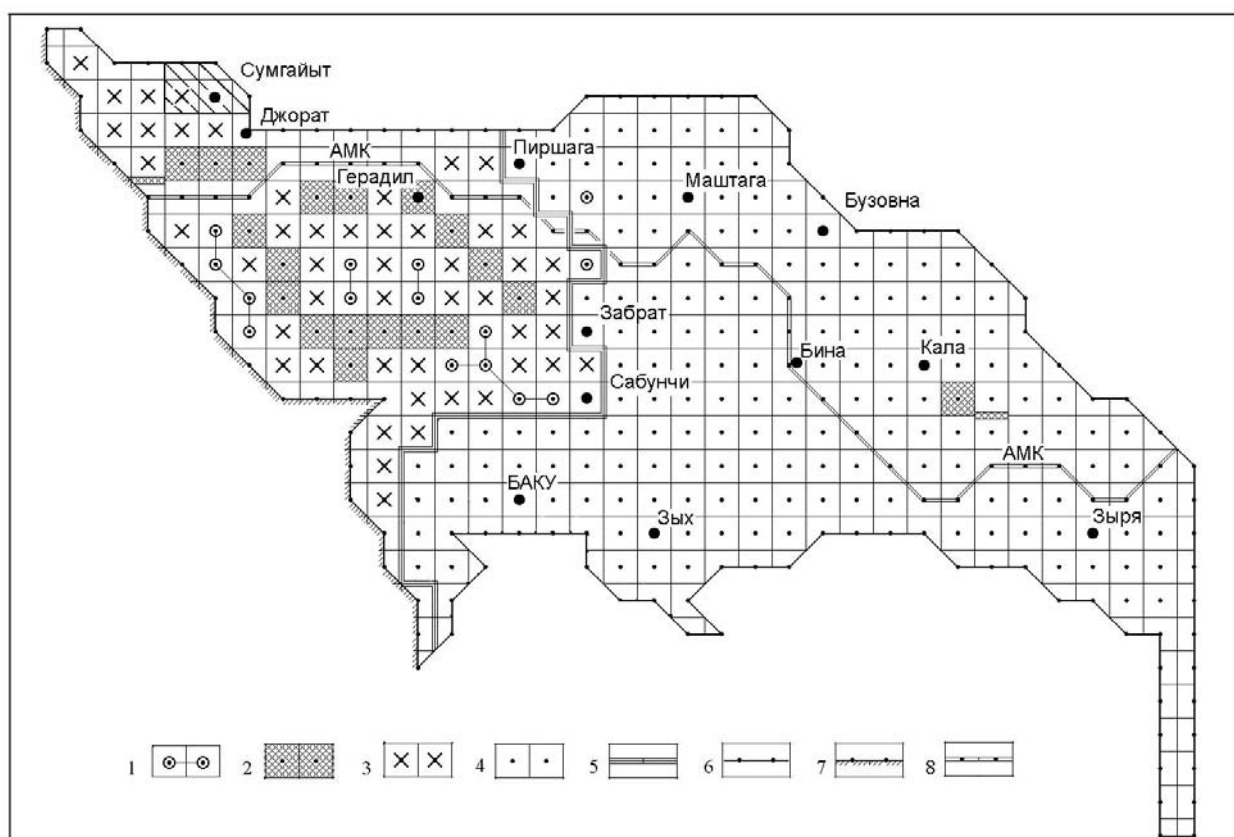 Сумгайыт
Джорат
АМК
Пиршага
Герадил
Маштага
Бузовна
Забрат
Бина
Кала
Сабунчи
АМК
БАКУ
Зых
Зыря
1 2 3 4 5 6 7 8